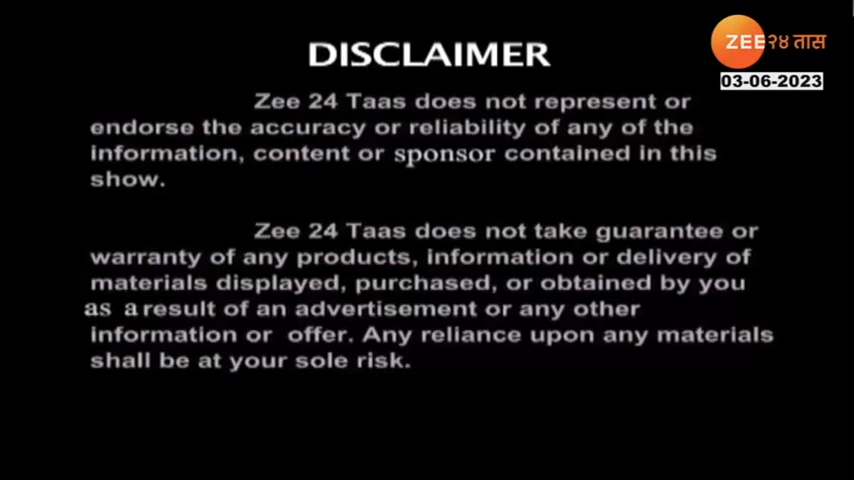 DISCLAIMER
ZEE २४ तास
03-06-2023
Zee 24 Taas does not represent or
endorse the accuracy or reliability of any of the
information, content or sponsor contained in this
show.
Zee 24 Taas does not take guarantee or
warranty of any products, information or delivery of
materials displayed, purchased, or obtained by you
as a result of an advertisement or any other
information or offer. Any reliance upon any materials
shall be at your sole risk.